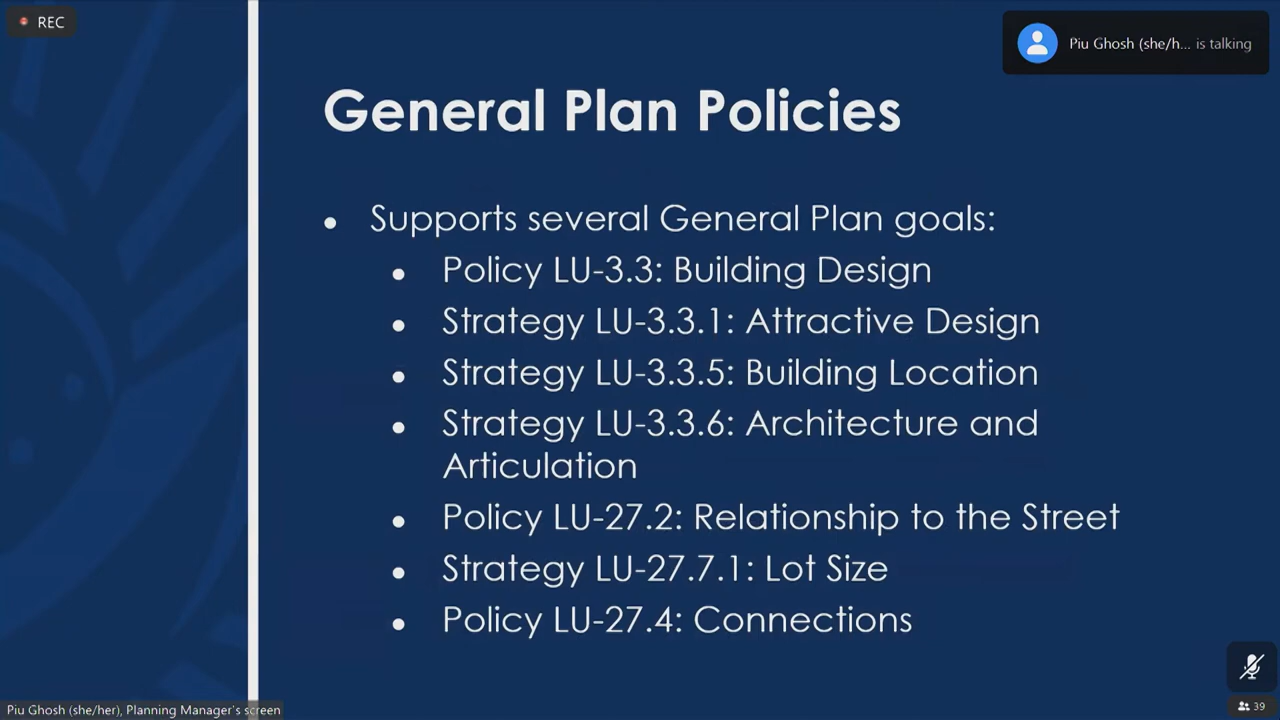 REC
Piu Ghosh (she/h... is talking
General Plan Policies
• Supports several General Plan goals:
• Policy LU-3.3: Building Design
• Strategy LU-3.3.1: Attractive Design
• Strategy LU-3.3.5: Building Location
• Strategy LU-3.3.6: Architecture and
Articulation
• Policy LU-27.2: Relationship to the Street
• Strategy LU-27.7.1: Lot Size
• Policy LU-27.4: Connections
Piu Ghosh (she/her), Planning Manager's screen
39